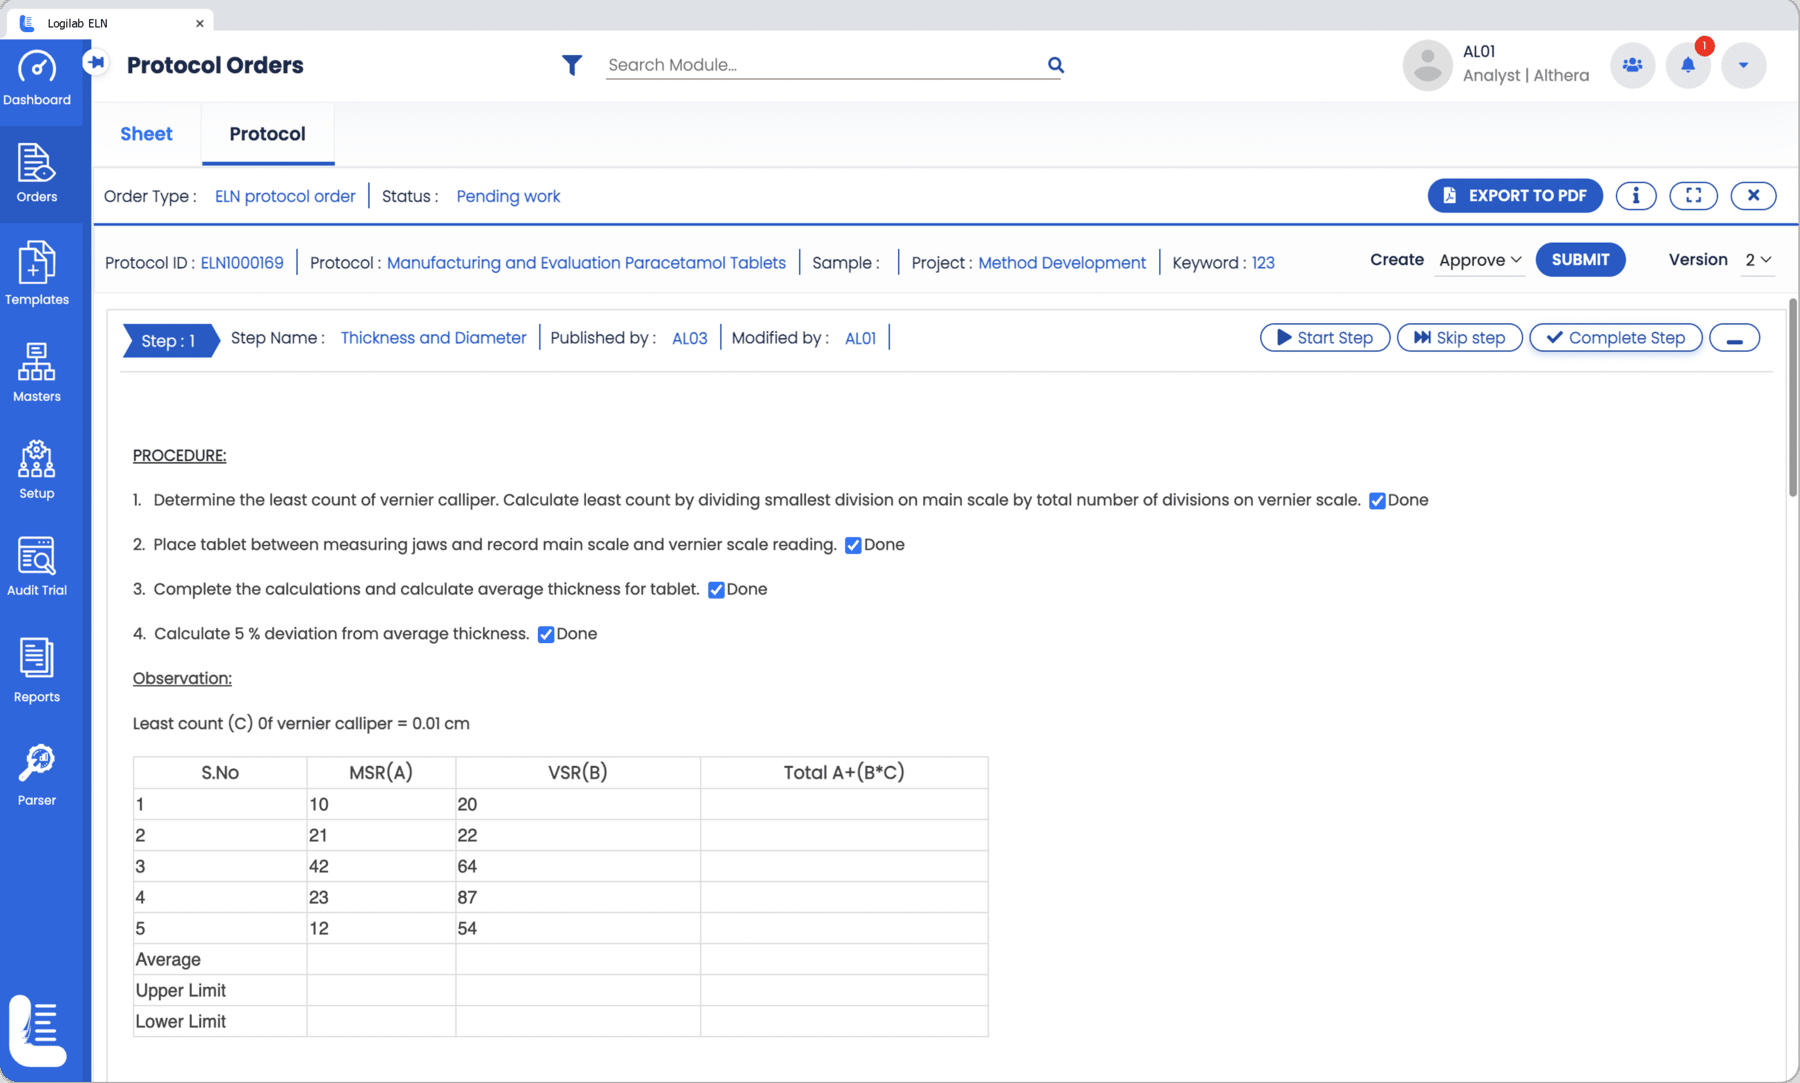 Logilab ELN
Dashboard
Protocol Orders
Search Module...
AL01
Analyst | Althera
1
Sheet
Protocol
Orders
Order Type : ELN protocol order Status : Pending work
EXPORT TO PDF
Protocol ID : ELN1000169 Protocol : Manufacturing and Evaluation Paracetamol Tablets Sample : Project : Method Development Keyword : 123
Create Approve SUBMIT Version 2
Templates
Step : 1 Step Name : Thickness and Diameter Published by : AL03 Modified by : AL01
Start Step Skip step Complete Step
Masters
Setup
Audit Trial
Reports
Parser
PROCEDURE:
1. Determine the least count of vernier calliper. Calculate least count by dividing smallest division on main scale by total number of divisions on vernier scale. Done
2. Place tablet between measuring jaws and record main scale and vernier scale reading. Done
3. Complete the calculations and calculate average thickness for tablet. Done
4. Calculate 5 % deviation from average thickness. Done
Observation:
Least count (C) 0f vernier calliper = 0.01 cm
S.No MSR(A) VSR(B) Total A+(B*C)
1 10 20
2 21 22
3 42 64
4 23 87
5 12 54
Average
Upper Limit
Lower Limit